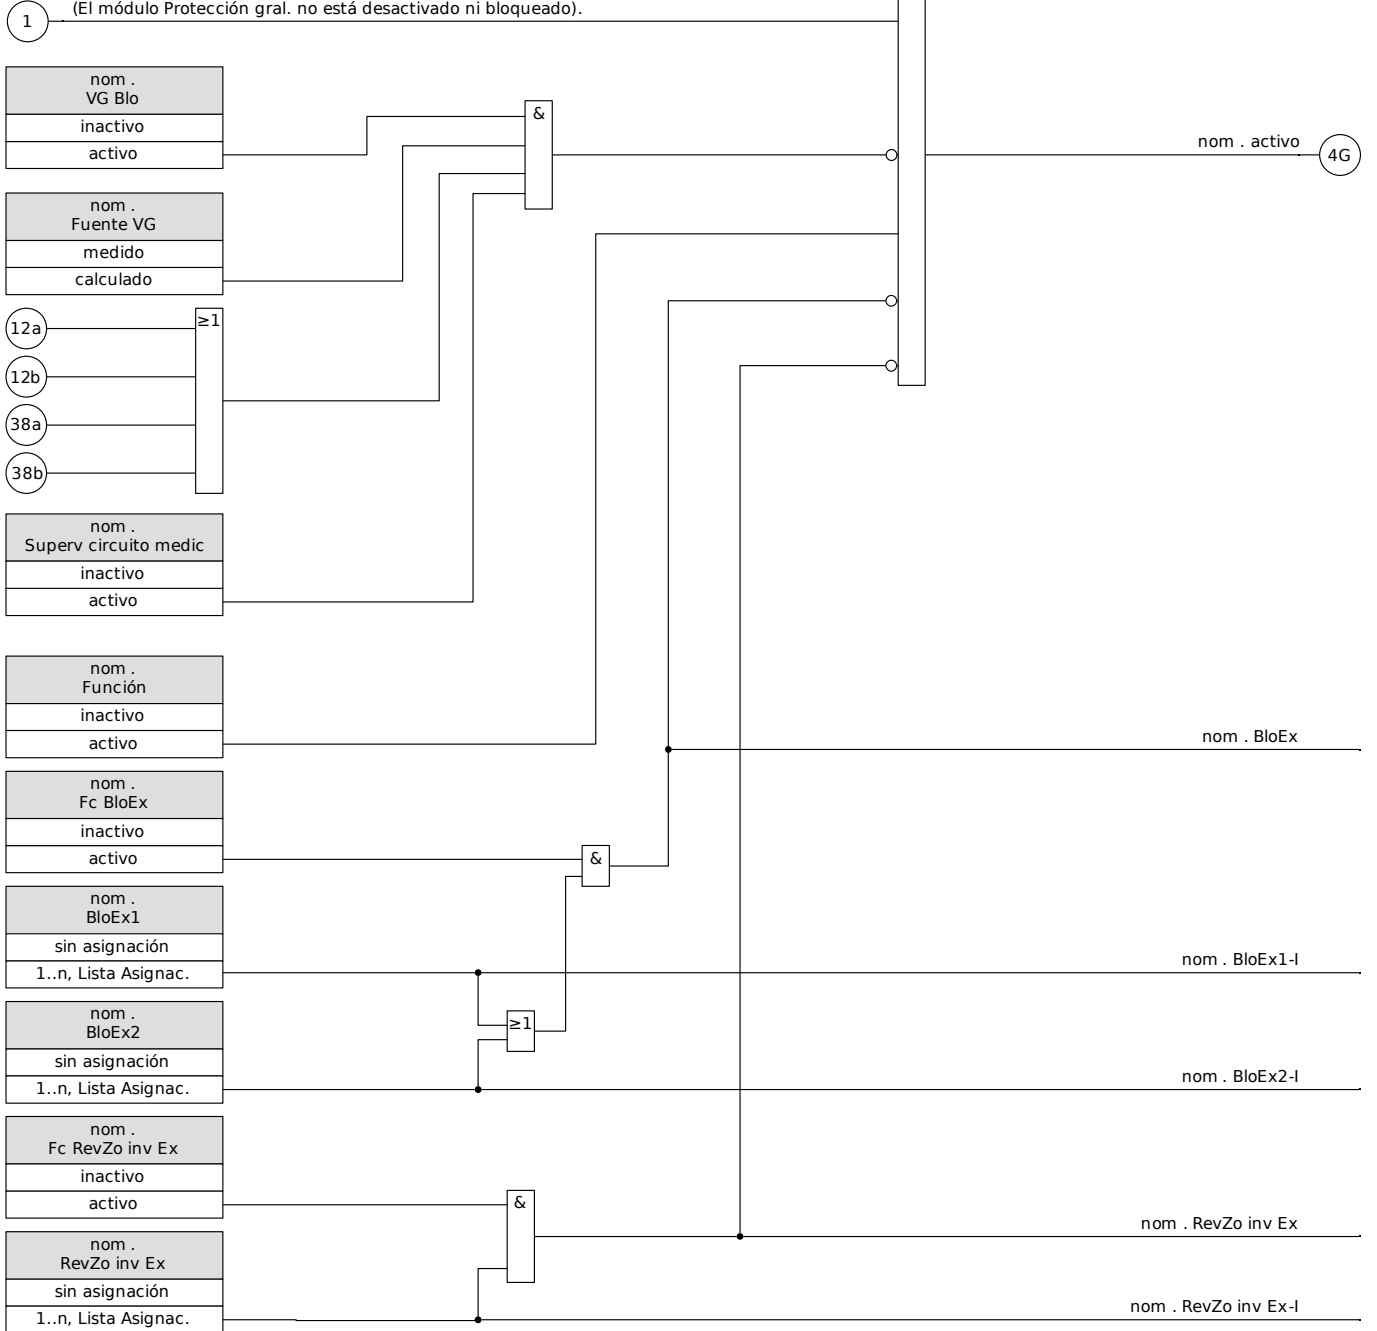 (El módulo Protección gral. no está desactivado ni bloqueado).
1
nom .
VG Blo
inactivo
activo
&
nom . activo
4G
nom .
Fuente VG
medido
calculado
12a
≥1
12b
38a
38b
nom .
Superv circuito medic
inactivo
activo
nom .
Función
inactivo
activo
nom . BloEx
nom .
Fc BloEx
inactivo
activo
&
nom .
BloEx1
sin asignación
1..n, Lista Asignac.
nom . BloEx1-I
nom .
BloEx2
≥1
sin asignación
1..n, Lista Asignac.
nom . BloEx2-I
nom .
Fc RevZo inv Ex
inactivo
activo
&
nom . RevZo inv Ex
nom .
RevZo inv Ex
sin asignación
1..n, Lista Asignac.
nom . RevZo inv Ex-I